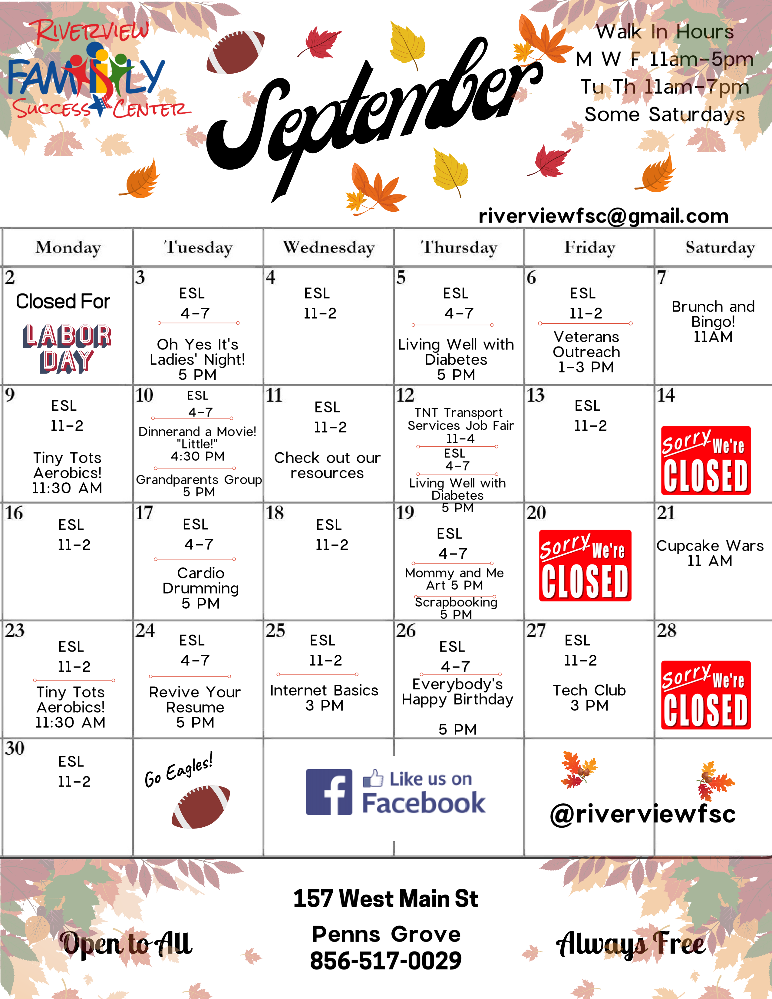 Riverview
Family
Success Center
September
Walk In Hours
M W F 11am-5pm
Tu Th 11am-7pm
Some Saturdays
riverviewfsc@gmail.com
Monday
Tuesday
Wednesday
Thursday
Friday
Saturday
2
Closed For
LABOR
DAY
3
ESL
4-7
Oh Yes It's
Ladies' Night!
5 PM
4
ESL
11-2
5
ESL
4-7
Living Well with
Diabetes
5 PM
6
ESL
11-2
Veterans
Outreach
1-3 PM
7
Brunch and
Bingo!
11AM
9
ESL
11-2
Tiny Tots
Aerobics!
11:30 AM
10
ESL
4-7
Dinnerand a Movie!
"Little!"
4:30 PM
Grandparents Group
5 PM
11
ESL
11-2
Check out our
resources
12
TNT Transport
Services Job Fair
11-4
ESL
4-7
Living Well with
Diabetes
5 PM
13
ESL
11-2
14
Sorry We're
CLOSED
16
ESL
11-2
17
ESL
4-7
Cardio
Drumming
5 PM
18
ESL
11-2
19
ESL
4-7
Mommy and Me
Art 5 PM
Scrapbooking
5 PM
20
Sorry We're
CLOSED
21
Cupcake Wars
11 AM
23
ESL
11-2
Tiny Tots
Aerobics!
11:30 AM
24
ESL
4-7
Revive Your
Resume
5 PM
25
ESL
11-2
Internet Basics
3 PM
26
ESL
4-7
Everybody's
Happy Birthday
5 PM
27
ESL
11-2
Tech Club
3 PM
28
Sorry We're
CLOSED
30
ESL
11-2
Go Eagles!
f
Like us on
Facebook
@riverviewfsc
157 West Main St
Penns Grove
856-517-0029
Open to All
Always Free